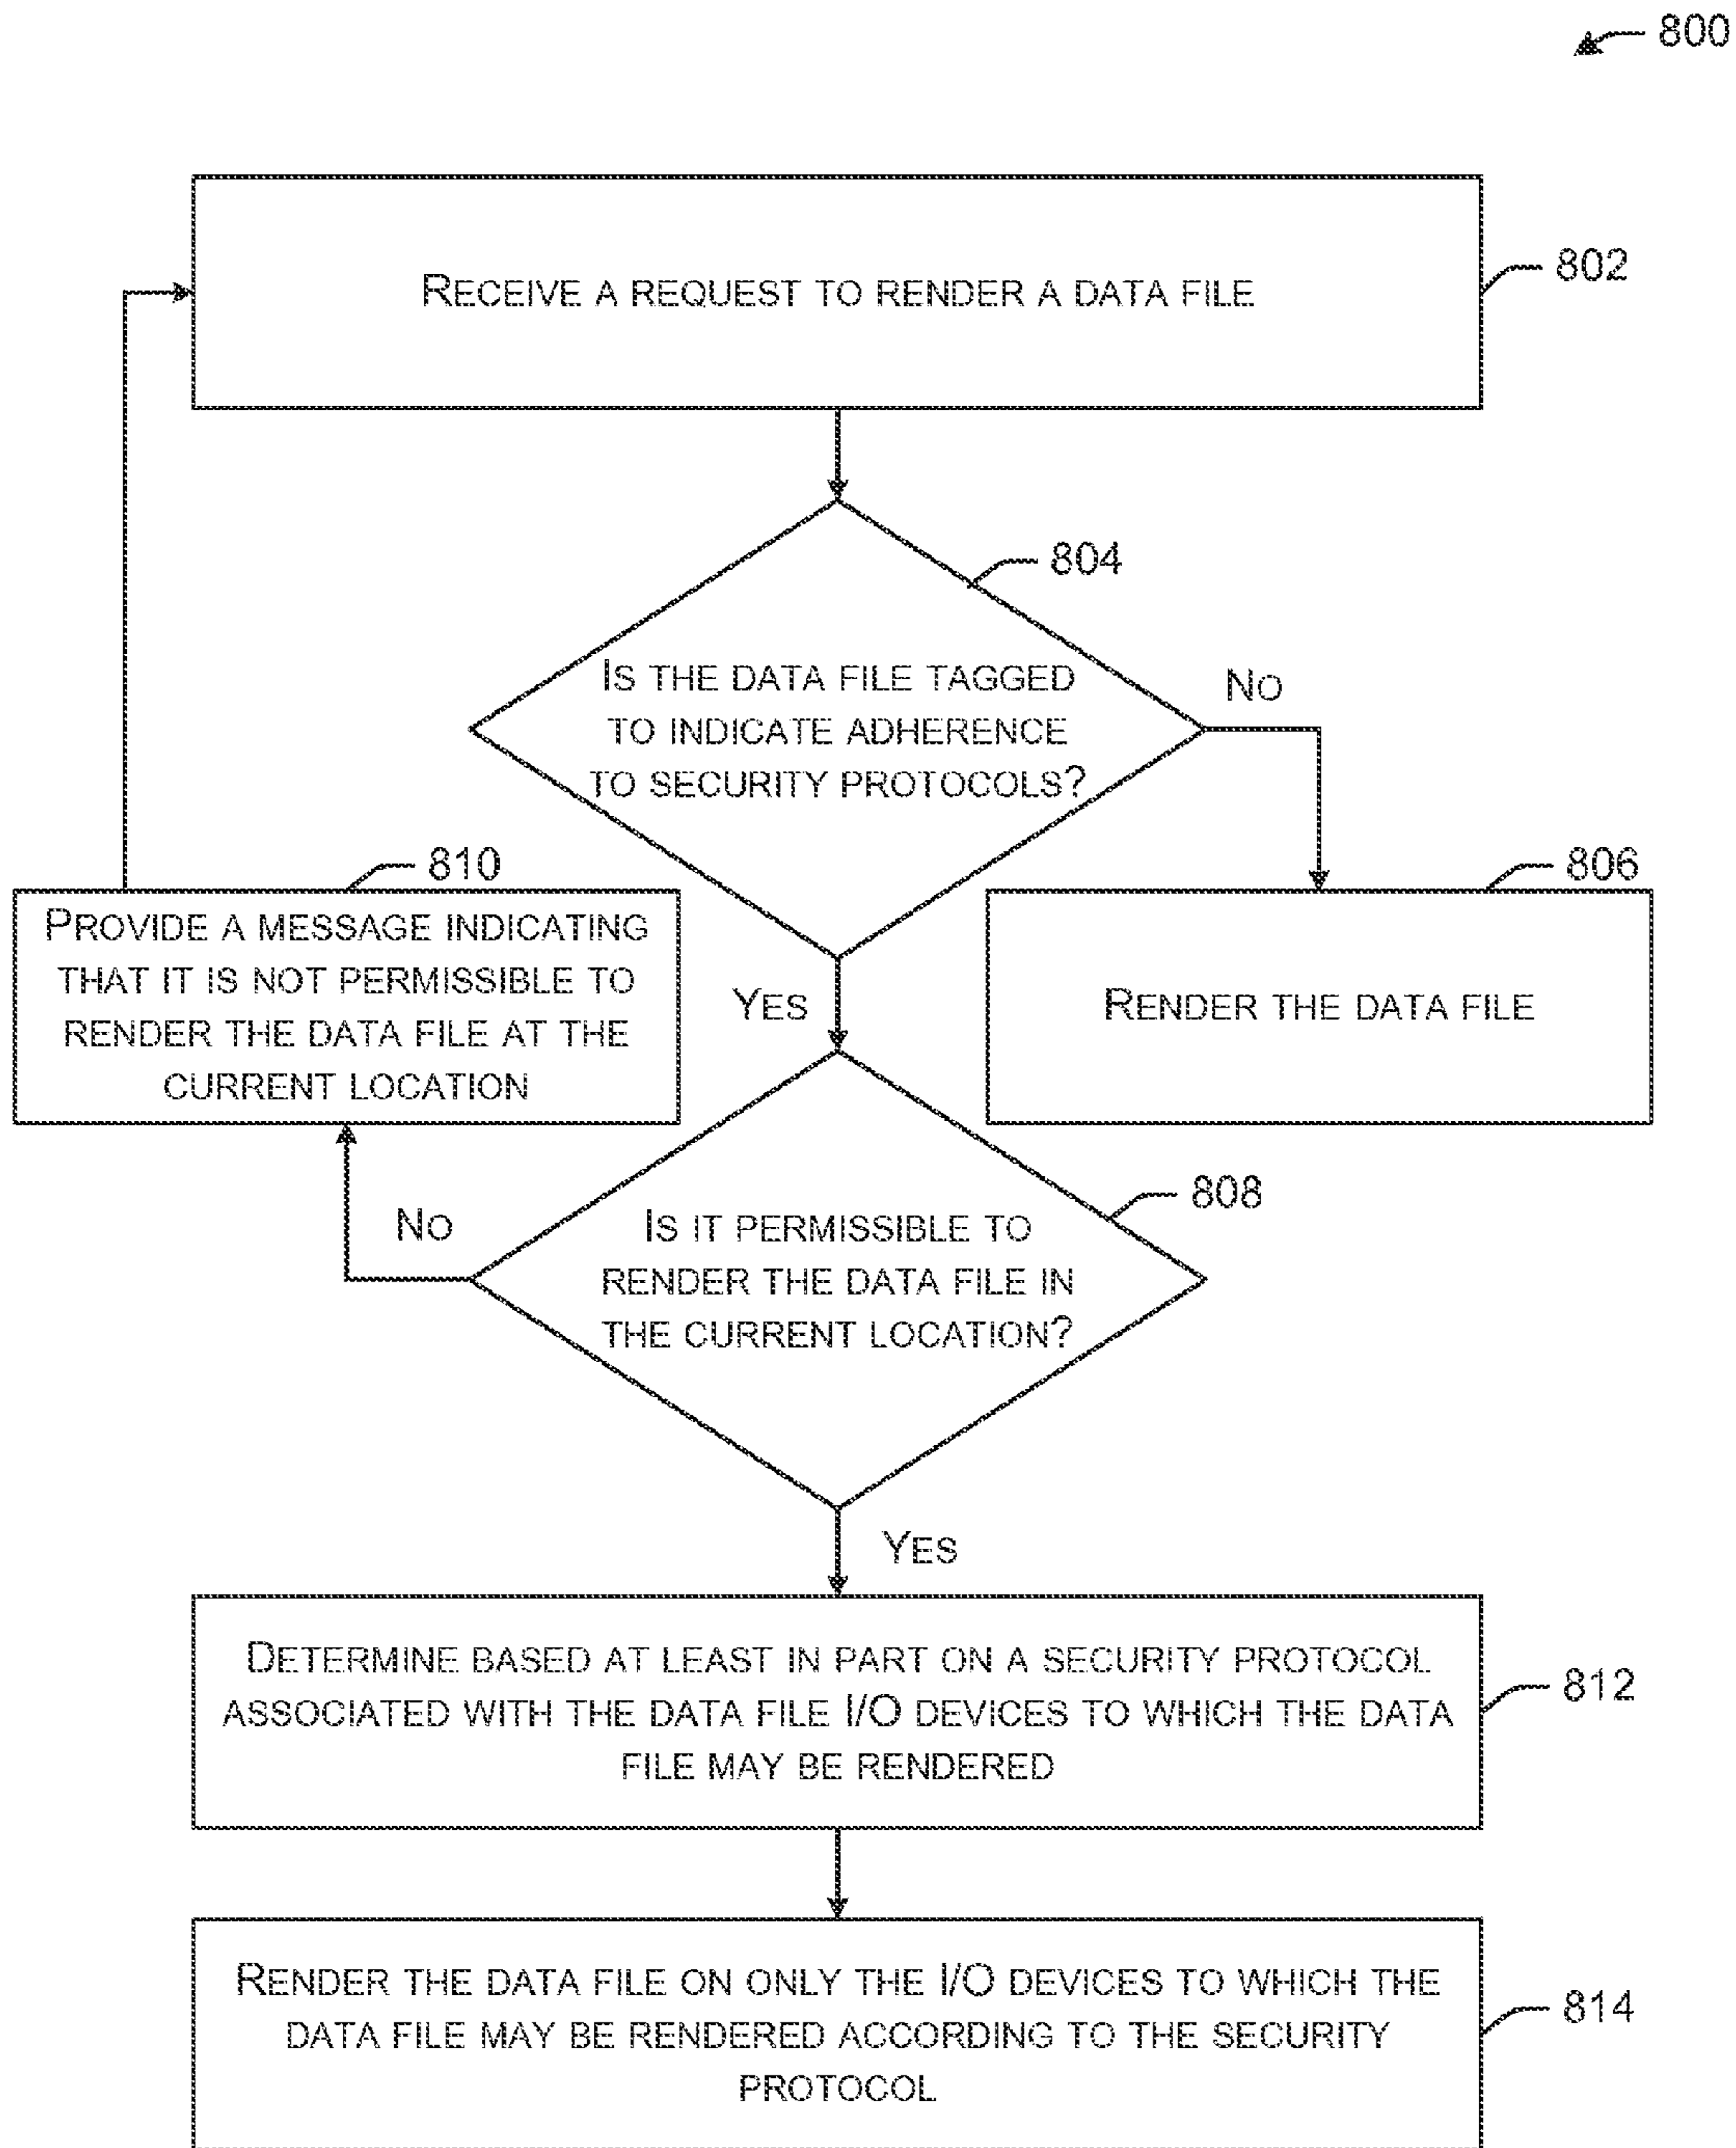 800
RECEIVE A REQUEST TO RENDER A DATA FILE
802
804
IS THE DATA FILE TAGGED
TO INDICATE ADHERENCE
TO SECURITY PROTOCOLS?
NO
810
806
PROVIDE A MESSAGE INDICATING
THAT IT IS NOT PERMISSIBLE TO
RENDER THE DATA FILE AT THE
CURRENT LOCATION
YES
RENDER THE DATA FILE
808
NO
IS IT PERMISSIBLE TO
RENDER THE DATA FILE IN
THE CURRENT LOCATION?
YES
DETERMINE BASED AT LEAST IN PART ON A SECURITY PROTOCOL
ASSOCIATED WITH THE DATA FILE I/O DEVICES TO WHICH THE DATA
FILE MAY BE RENDERED
812
RENDER THE DATA FILE ON ONLY THE I/O DEVICES TO WHICH THE
DATA FILE MAY BE RENDERED ACCORDING TO THE SECURITY
PROTOCOL
814